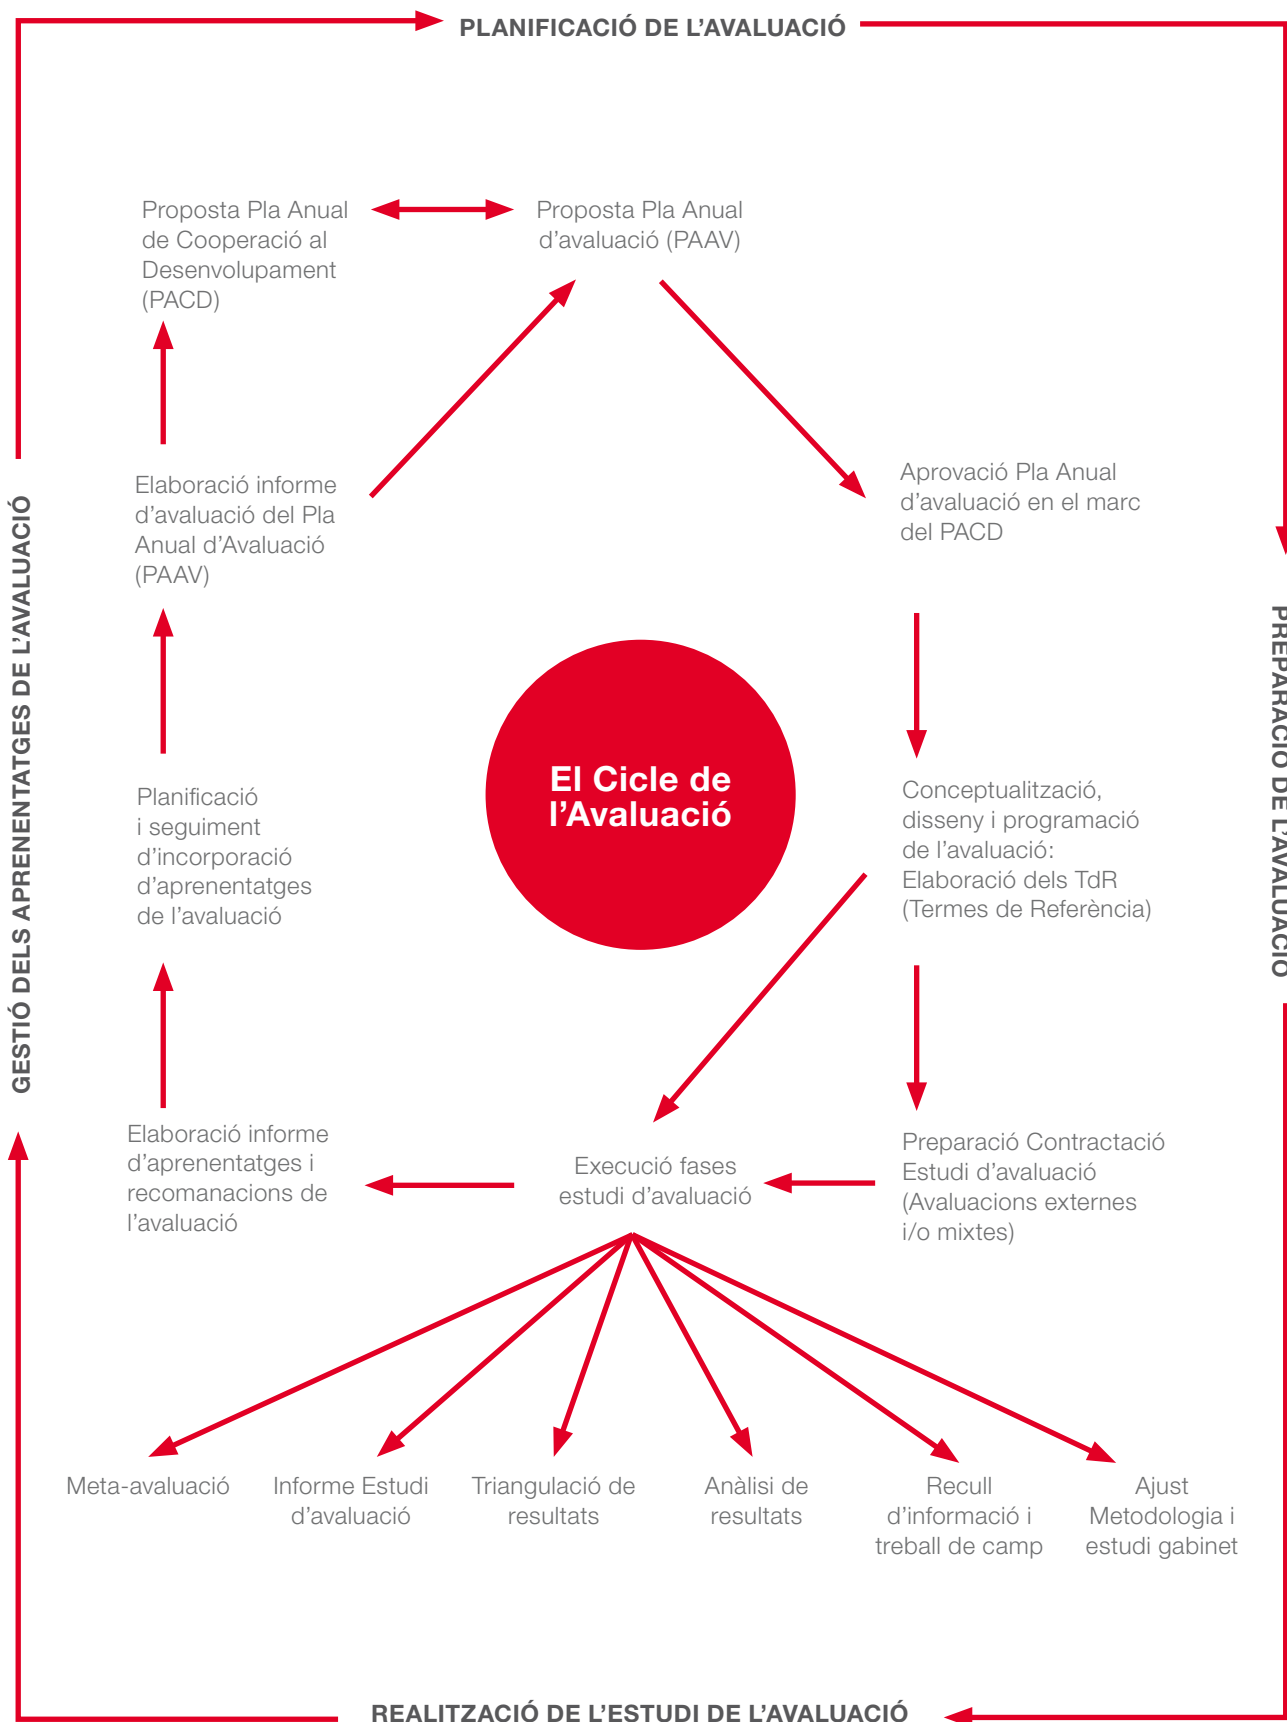 PLANIFICACIÓ DE L’AVALUACIÓ
Proposta Pla Anual
de Cooperació al
Desenvolupament
(PACD)
Proposta Pla Anual
d’avaluació (PAAV)
Elaboració informe
d’avaluació del Pla
Anual d’Avaluació
(PAAV)
Aprovació Pla Anual
d’avaluació en el marc
del PACD
GESTIÓ DELS APRENENTATGES DE L’AVALUACIÓ
PREPARACIÓ DE L’AVALUACIÓ
El Cicle de
l’Avaluació
Planificació
i seguiment
d’incorporació
d’aprenentatges
de l’avaluació
Conceptualització,
disseny i programació
de l’avaluació:
Elaboració dels TdR
(Termes de Referència)
Elaboració informe
d’aprenentatges i
recomanacions de
l’avaluació
Execució fases
estudi d’avaluació
Preparació Contractació
Estudi d’avaluació
(Avaluacions externes
i/o mixtes)
Meta-avaluació
Informe Estudi
d’avaluació
Triangulació de
resultats
Anàlisi de
resultats
Recull
d’informació i
treball de camp
Ajust
Metodologia i
estudi gabinet
REALITZACIÓ DE L’ESTUDI DE L’AVALUACIÓ